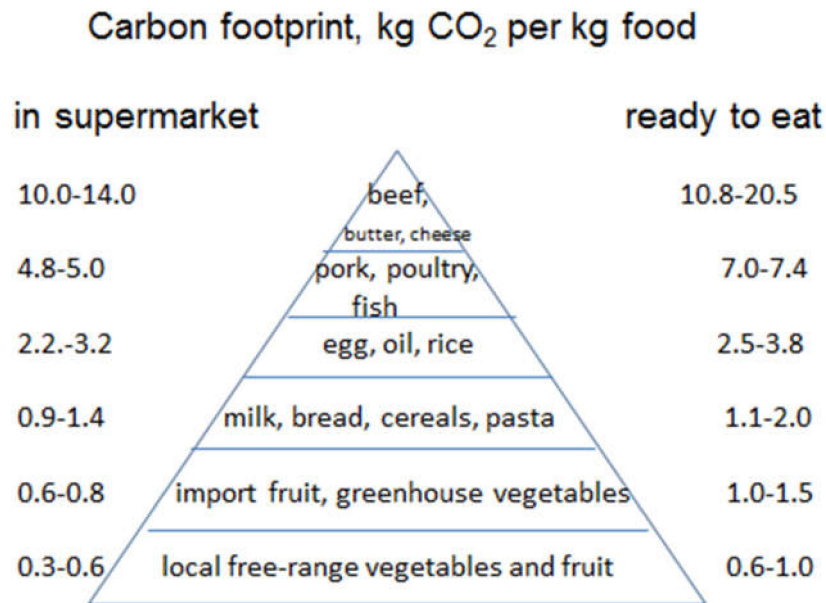 Carbon footprint, kg CO₂ per kg food
in supermarket ready to eat
10.0-14.0 beef, 10.8-20.5
butter, cheese
4.8-5.0 pork, poultry, 7.0-7.4
fish
2.2.-3.2 egg, oil, rice 2.5-3.8
0.9-1.4 milk, bread, cereals, pasta 1.1-2.0
0.6-0.8 import fruit, greenhouse vegetables 1.0-1.5
0.3-0.6 local free-range vegetables and fruit 0.6-1.0